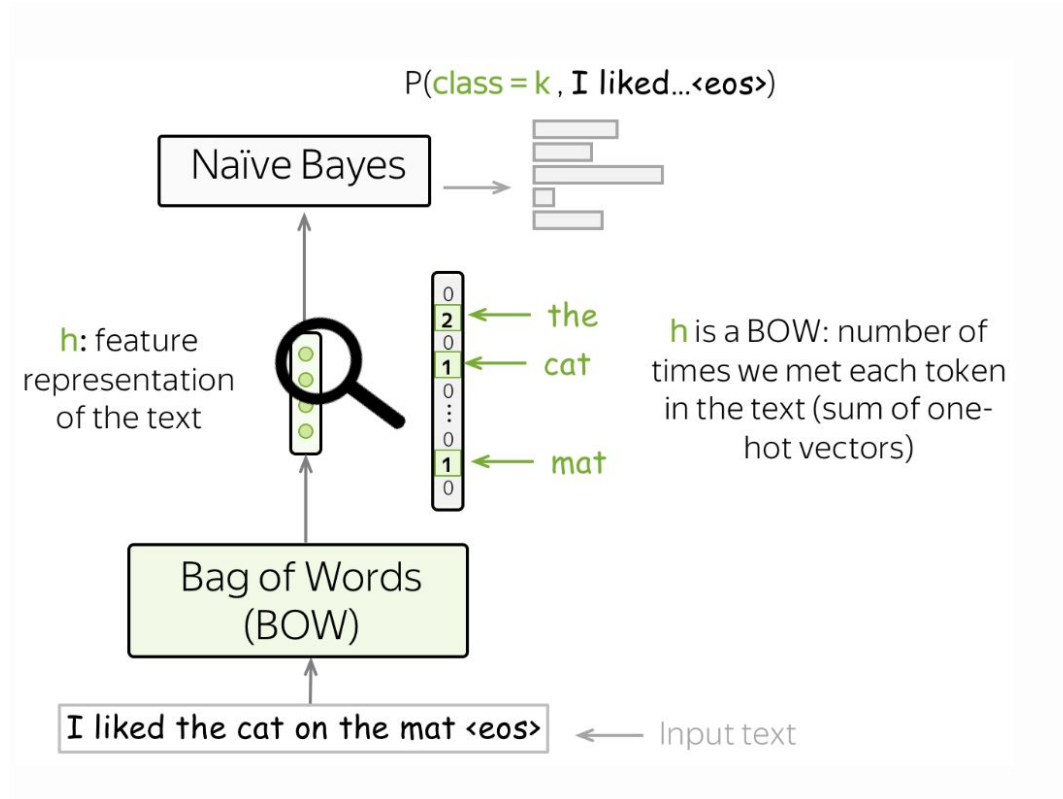 P(class = k , I liked...<eos>)
Naïve Bayes
0
2
0
1
0
⋮
0
1
0
the
cat
mat
h: feature
representation
of the text
h is a BOW: number of
times we met each token
in the text (sum of one-
hot vectors)
Bag of Words
(BOW)
I liked the cat on the mat <eos>
Input text